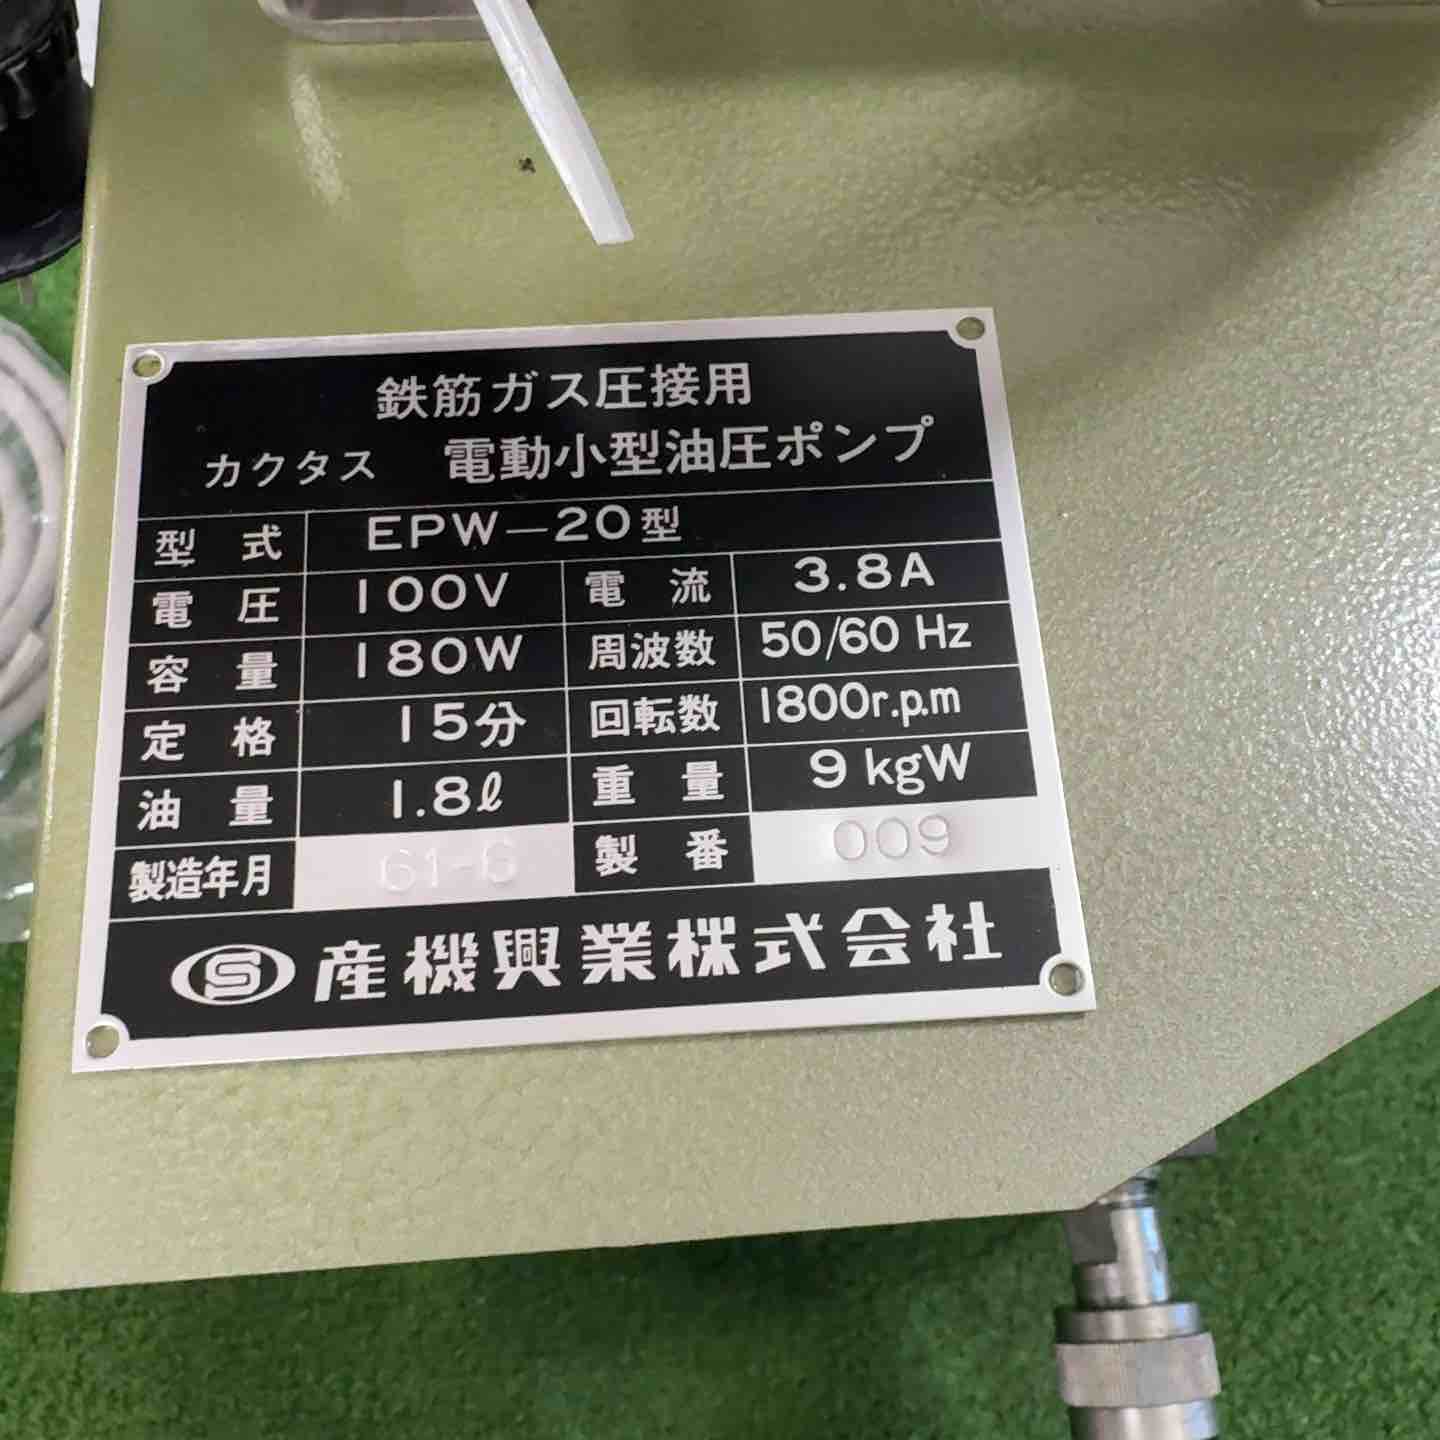 鉄筋ガス圧接用
カクタス 電動小型油圧ポンプ
型式 EPW-20型
電圧 100V 電流 3.8A
容量 180W 周波数 50/60 Hz
定格 15分 回転数 1800r.p.m
油量 1.8ℓ 重量 9 kgW
製造年月 61-6 製番 009
S 産機興業株式会社